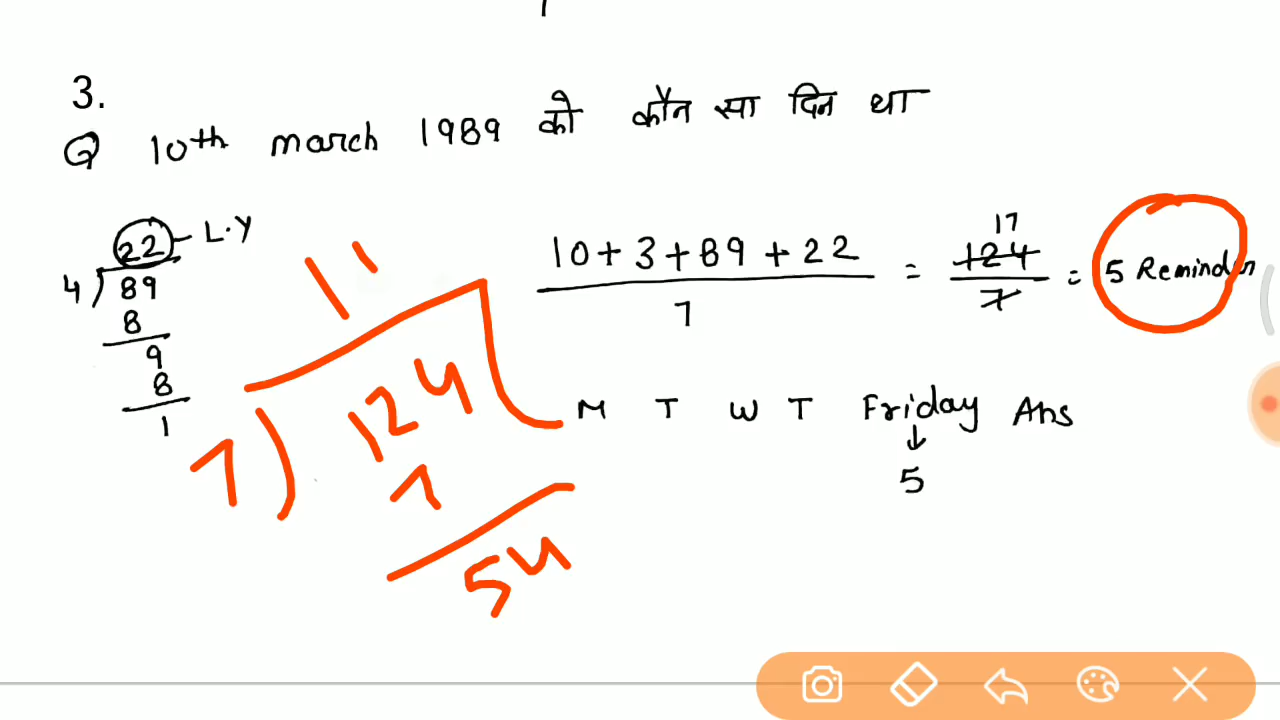 3.
Q 10th march 1989 को कौन सा दिन था
22 - L.Y
4) 89
8
9
8
1
10 + 3 + 89 + 22 / 7 = 17 124 / 7 = 5 Reminder
7) 124
7
54
M T W T Friday Ans
↓
5